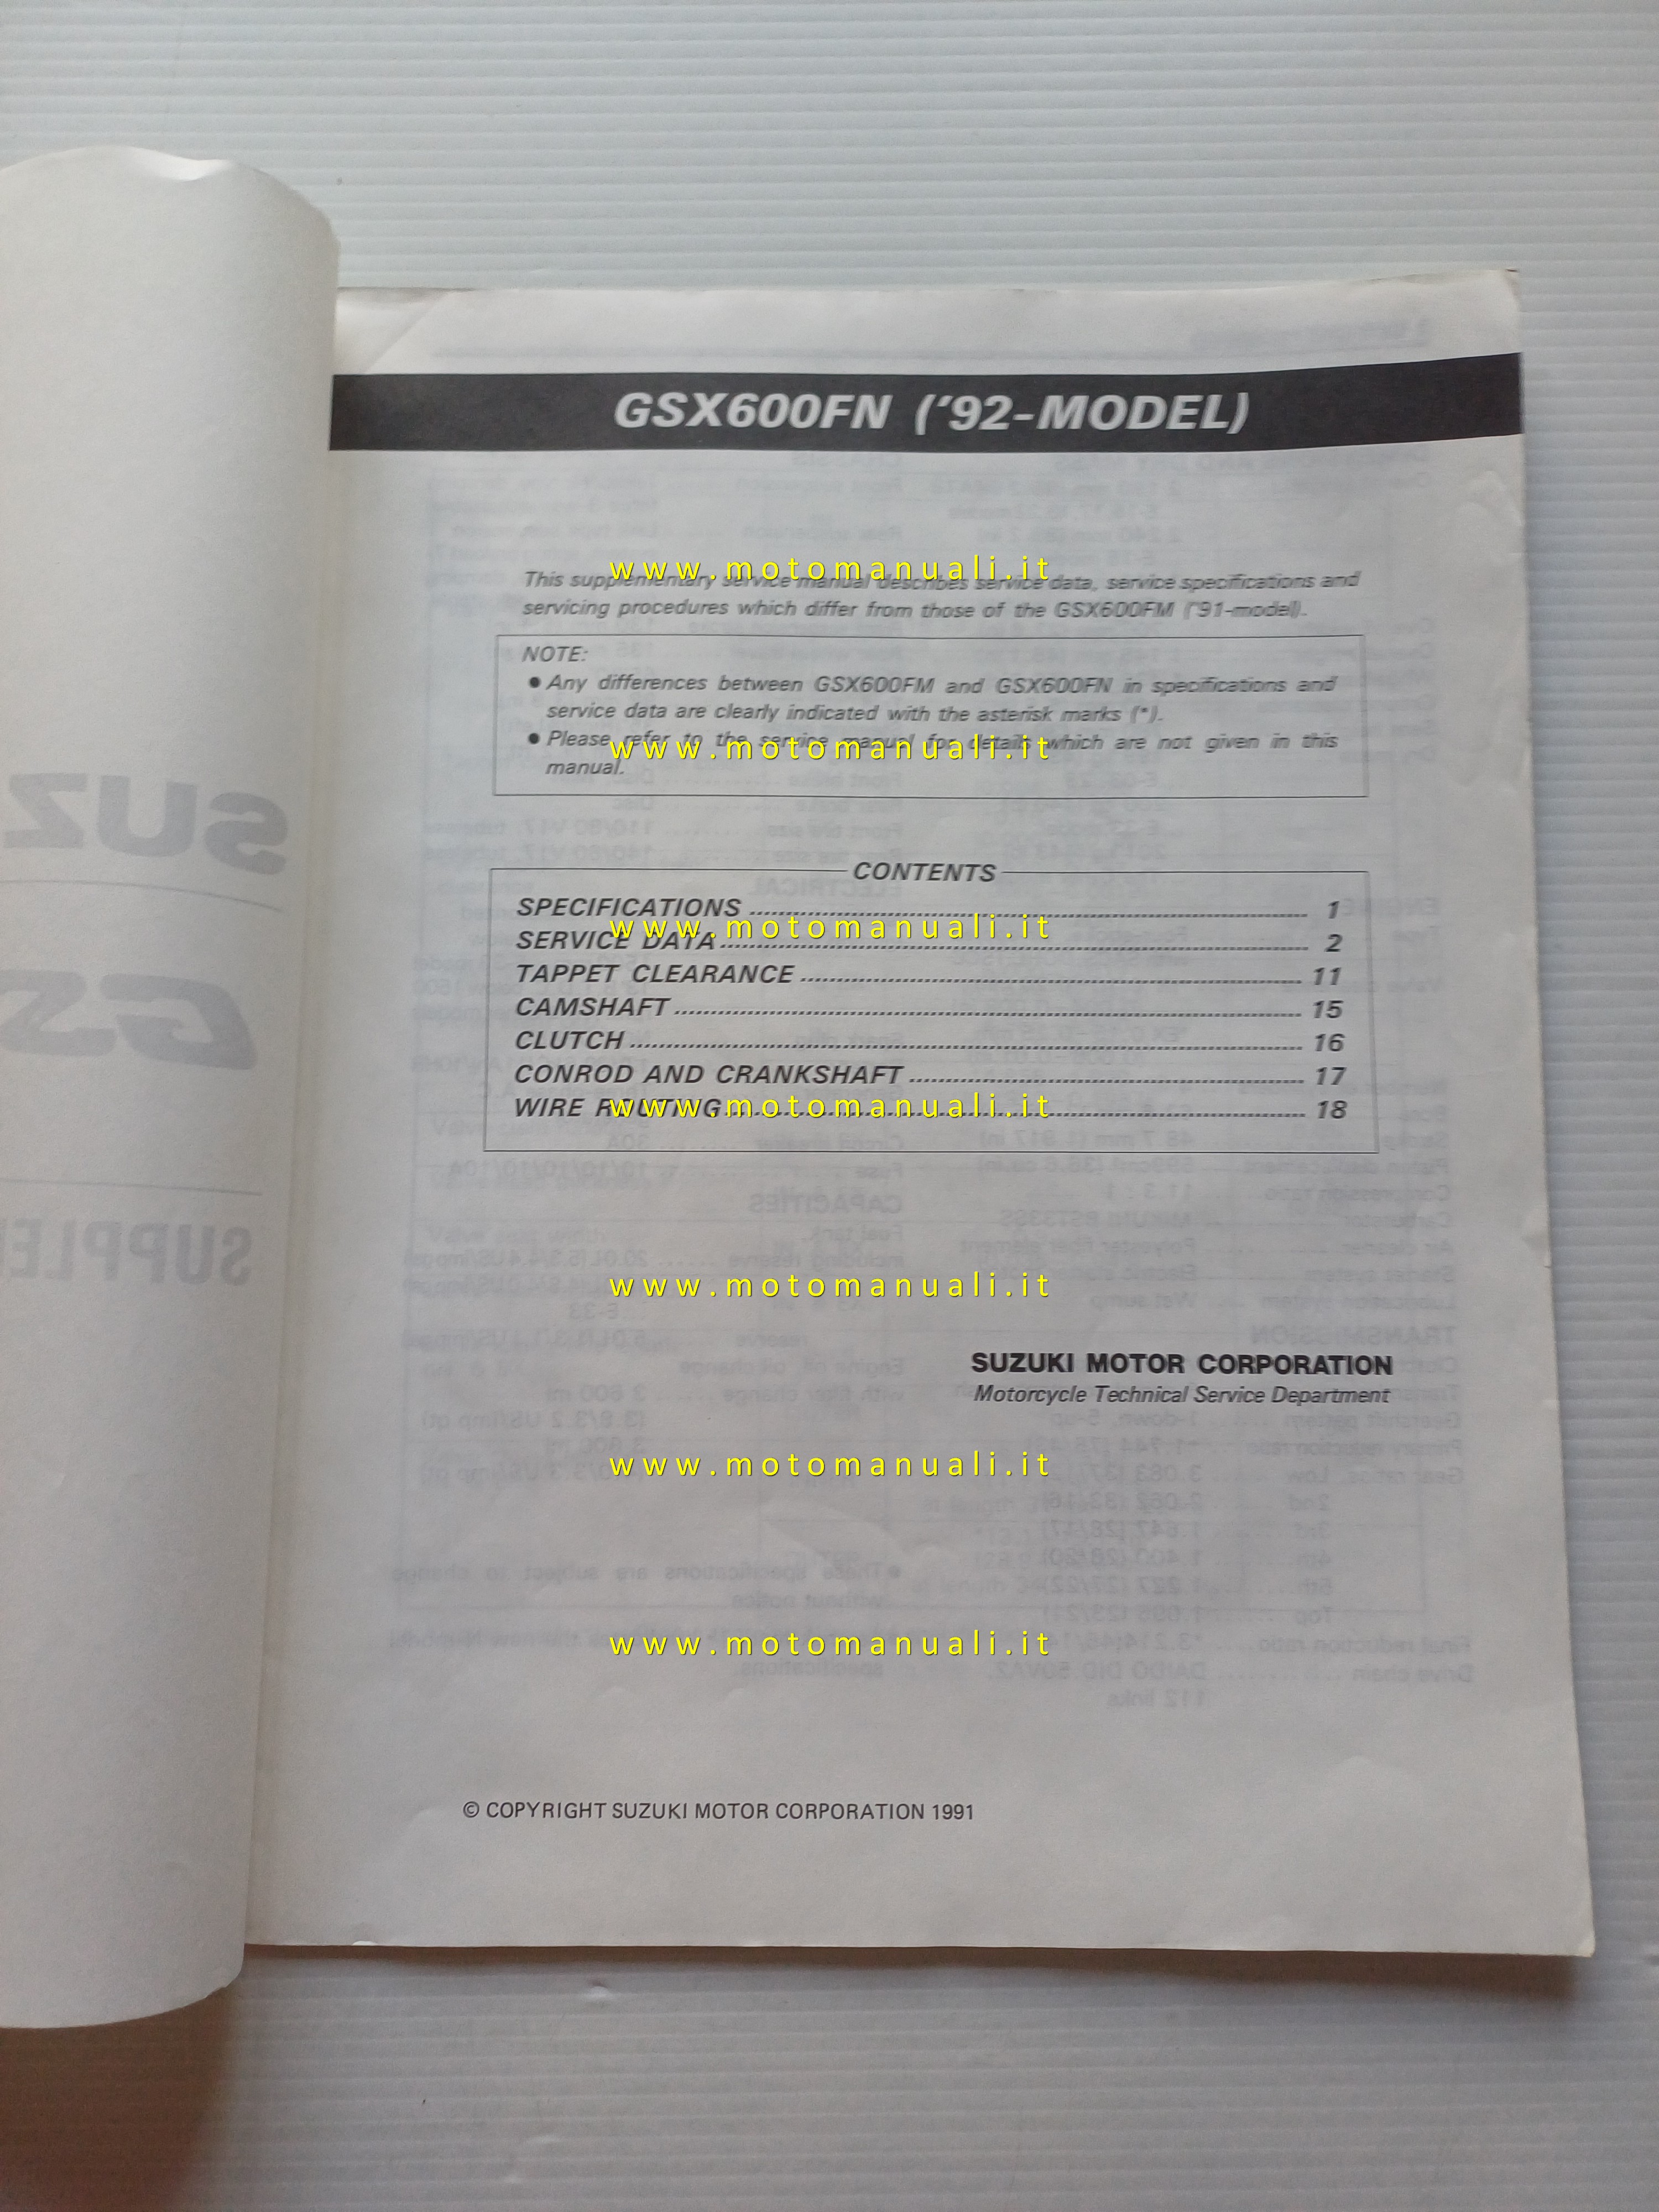 GSX600FN ('92-MODEL)
This supplementary service manual describes service data, service specifications and
servicing procedures which differ from those of the GSX600FM ('91-model).
NOTE:
● Any differences between GSX600FM and GSX600FN in specifications and
service data are clearly indicated with the asterisk marks (*).
● Please refer to the service manual for details which are not given in this
manual.
CONTENTS
SPECIFICATIONS 1
SERVICE DATA 2
TAPPET CLEARANCE 11
CAMSHAFT 15
CLUTCH 16
CONROD AND CRANKSHAFT 17
WIRE ROUTING 18
SUZUKI MOTOR CORPORATION
Motorcycle Technical Service Department
© COPYRIGHT SUZUKI MOTOR CORPORATION 1991
www.motomanuali.it
www.motomanuali.it
www.motomanuali.it
www.motomanuali.it
www.motomanuali.it
www.motomanuali.it
www.motomanuali.it